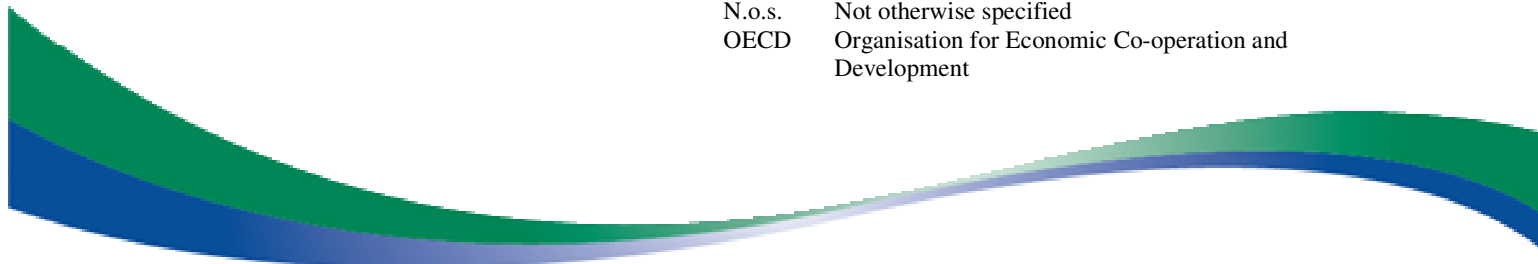 N.o.s. Not otherwise specified
OECD Organisation for Economic Co-operation and
Development